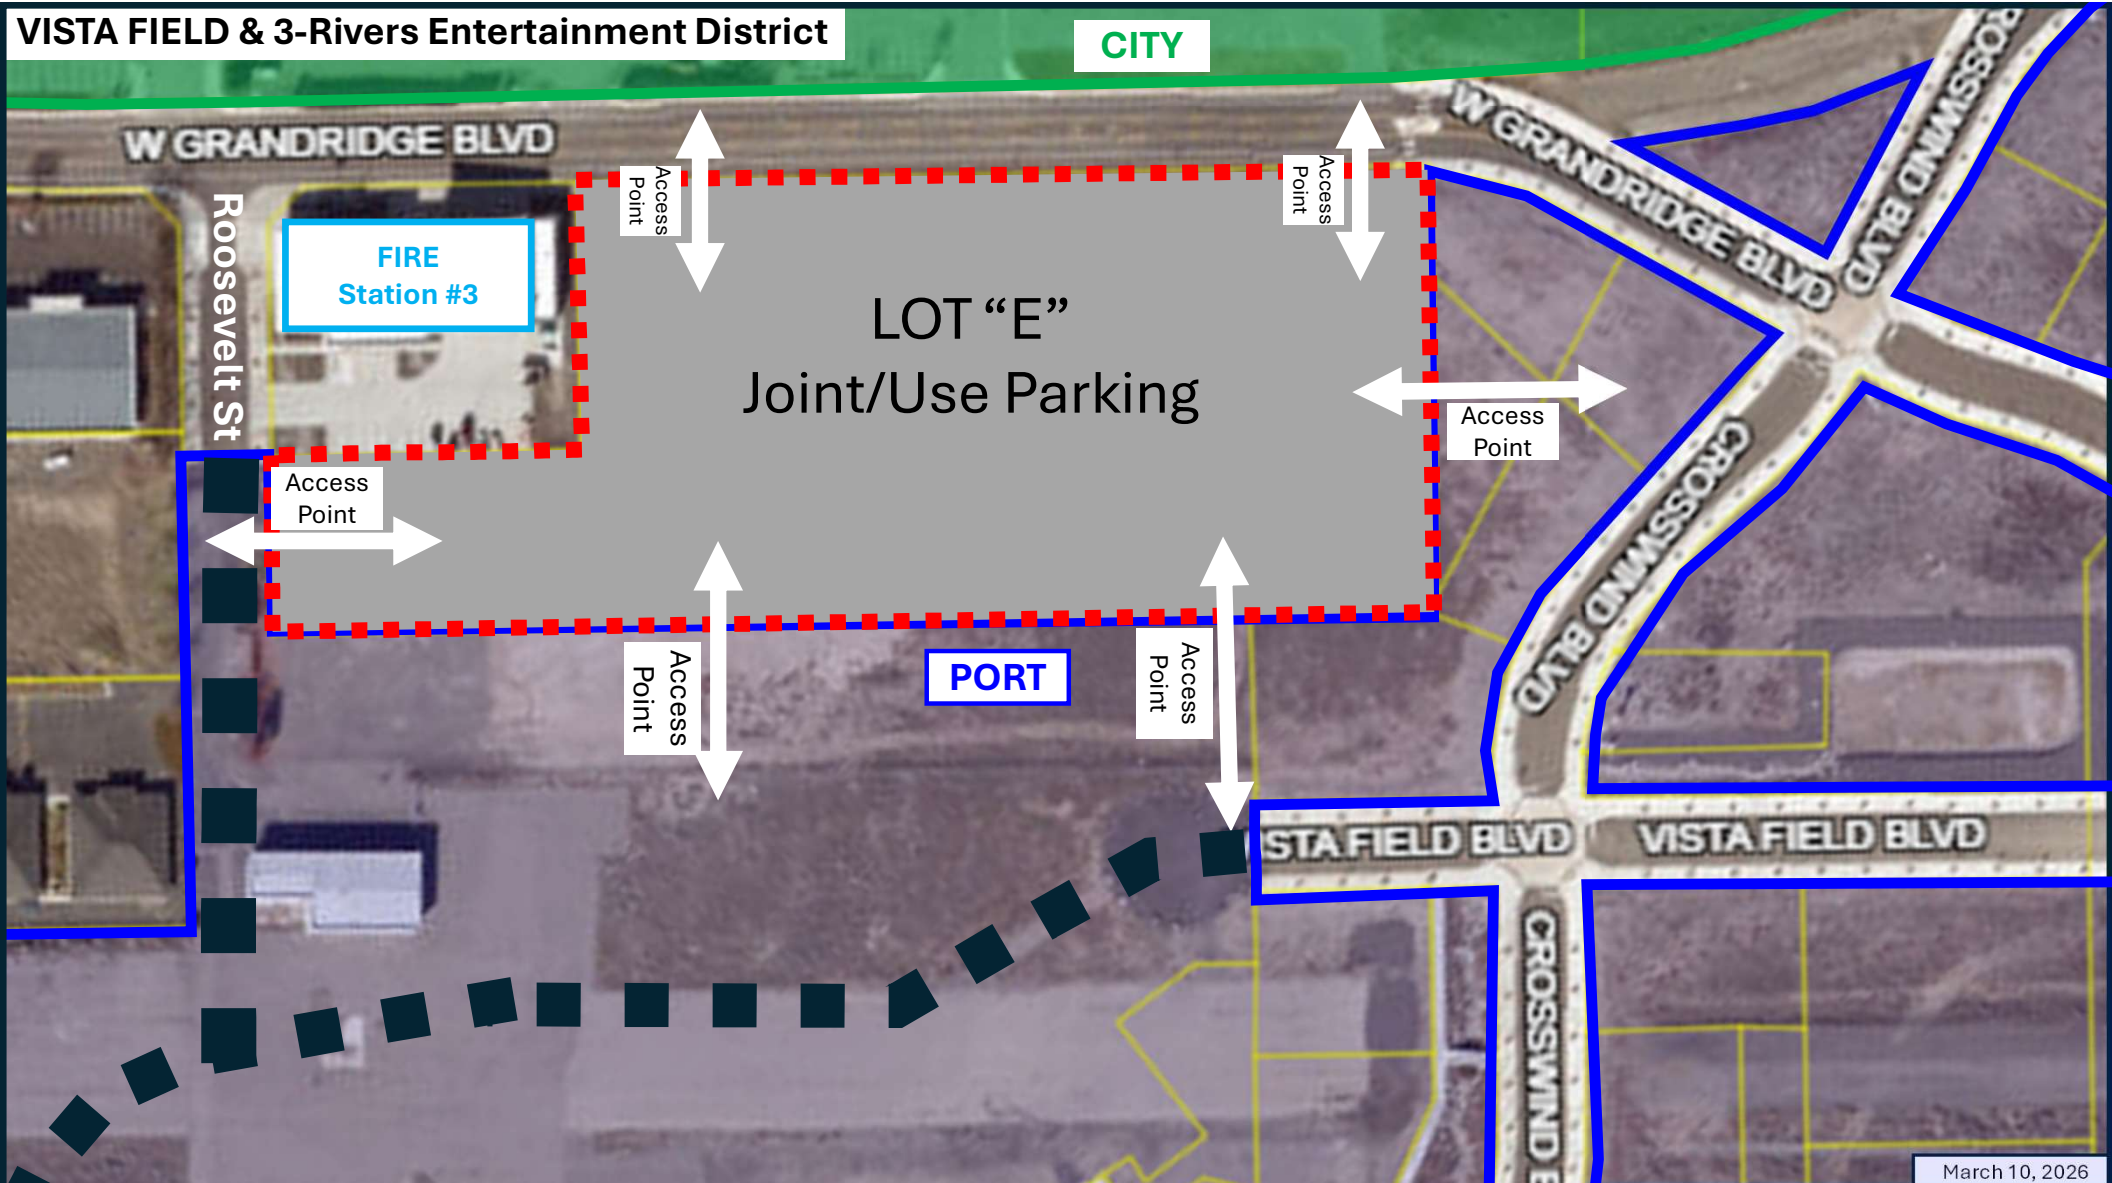 VISTA FIELD & 3-Rivers Entertainment District
CITY
W GRANDRIDGE BLVD
W GRANDRIDGE BLVD
CROSSWIND BLVD
Roosevelt St
FIRE
Station #3
Access
Point
Access
Point
LOT “E”
Joint/Use Parking
Access
Point
Access
Point
Access
Point
Access
Point
PORT
CROSSWIND BLVD
STA FIELD BLVD
VISTA FIELD BLVD
CROSSWIND B
March 10, 2026